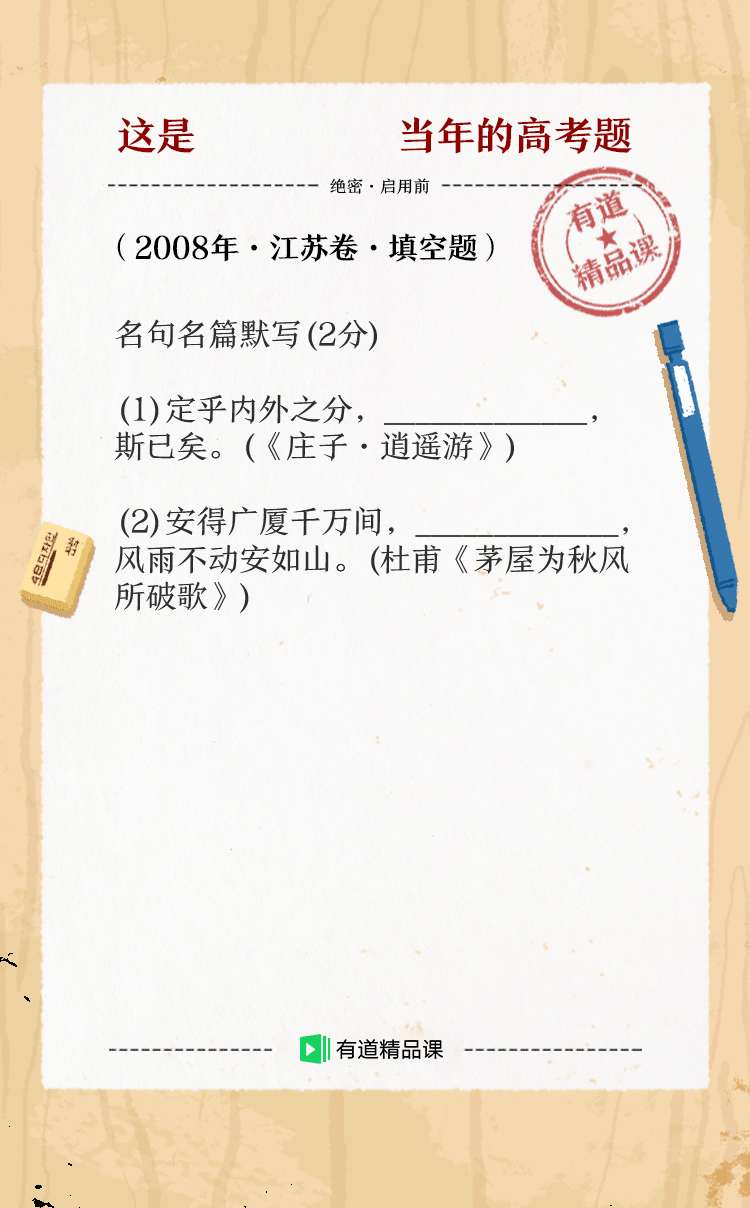 这是 当年的高考题
绝密·启用前
有道
精品课
（2008年·江苏卷·填空题）
名句名篇默写(2分)
(1)定乎内外之分，_____________，
斯已矣。(《庄子·逍遥游》)
(2)安得广厦千万间，_____________，
风雨不动安如山。(杜甫《茅屋为秋风
所破歌》)
有道精品课